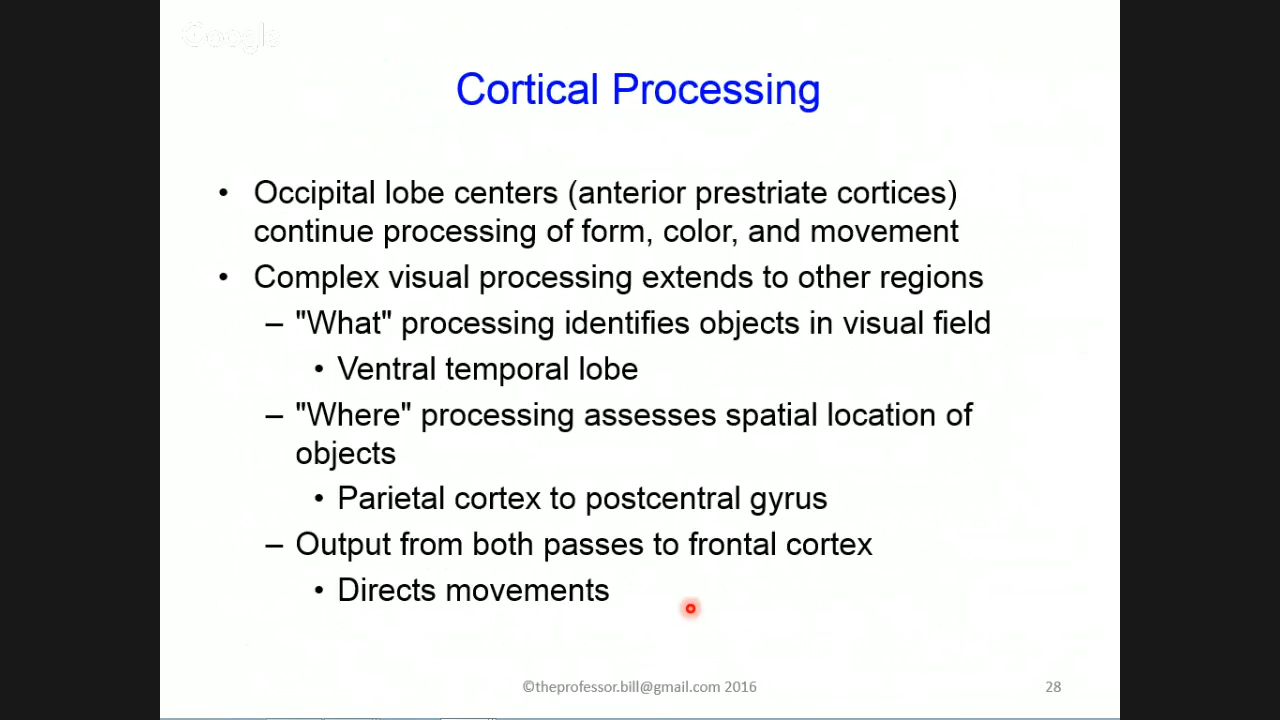 Google
Cortical Processing
• Occipital lobe centers (anterior prestriate cortices)
continue processing of form, color, and movement
• Complex visual processing extends to other regions
– "What" processing identifies objects in visual field
• Ventral temporal lobe
– "Where" processing assesses spatial location of
objects
• Parietal cortex to postcentral gyrus
– Output from both passes to frontal cortex
• Directs movements
©theprofessor.bill@gmail.com 2016
28